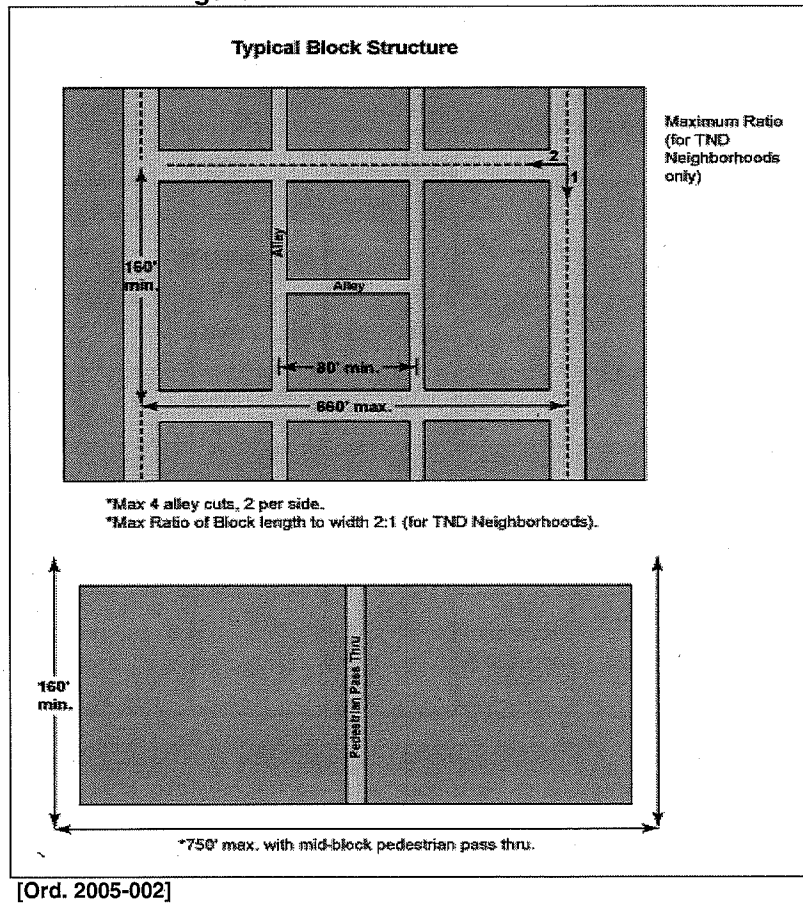 Typical Block Structure
Maximum Ratio
(for TND
Neighborhoods
only)
2
1
Alley
160'
min.
Alley
80' min.
660' max.
*Max 4 alley cuts, 2 per side.
*Max Ratio of Block length to width 2:1 (for TND Neighborhoods).
Pedestrian Pass Thru
160'
min.
*750' max. with mid-block pedestrian pass thru.
[Ord. 2005-002]